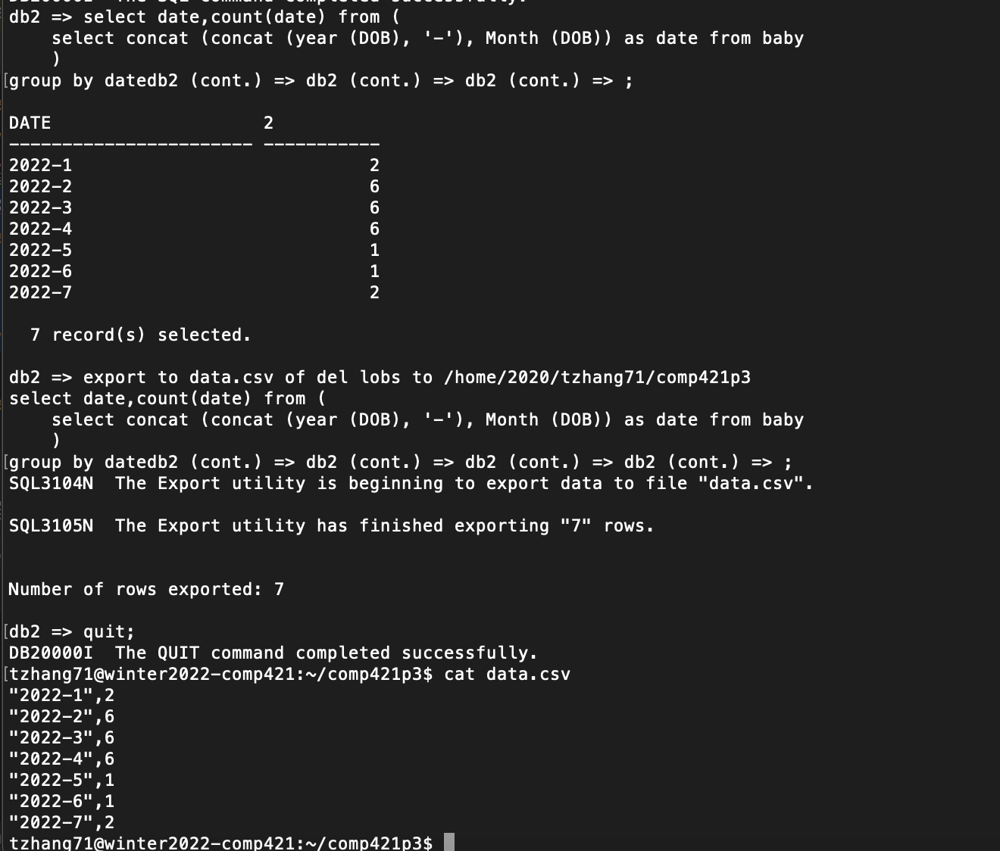 DB20000I  The SQL command completed successfully.
db2 => select date,count(date) from (
    select concat (concat (year (DOB), '-'), Month (DOB)) as date from baby
    )
[group by datedb2 (cont.) => db2 (cont.) => db2 (cont.) => ;
DATE                    2
----------------------- -----------
2022-1                            2
2022-2                            6
2022-3                            6
2022-4                            6
2022-5                            1
2022-6                            1
2022-7                            2
  7 record(s) selected.
db2 => export to data.csv of del lobs to /home/2020/tzhang71/comp421p3
select date,count(date) from (
    select concat (concat (year (DOB), '-'), Month (DOB)) as date from baby
    )
[group by datedb2 (cont.) => db2 (cont.) => db2 (cont.) => db2 (cont.) => ;
SQL3104N  The Export utility is beginning to export data to file "data.csv".
SQL3105N  The Export utility has finished exporting "7" rows.
Number of rows exported: 7
[db2 => quit;
DB20000I  The QUIT command completed successfully.
[tzhang71@winter2022-comp421:~/comp421p3$ cat data.csv
"2022-1",2
"2022-2",6
"2022-3",6
"2022-4",6
"2022-5",1
"2022-6",1
"2022-7",2
tzhang71@winter2022-comp421:~/comp421p3$